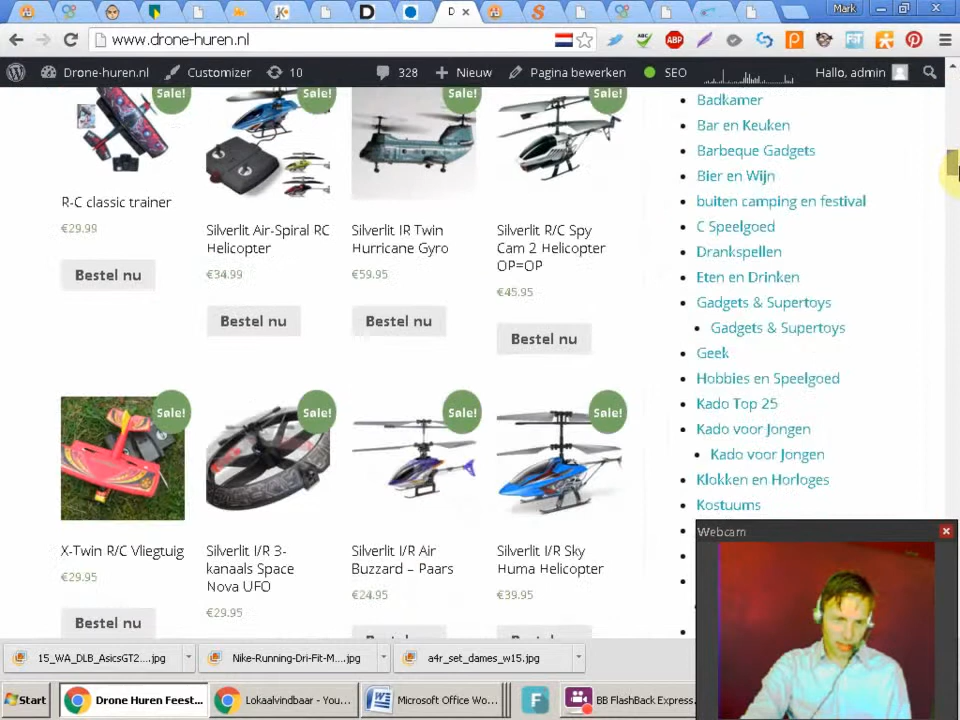 Mark
www.drone-huren.nl
ABP
Drone-huren.nl
Customizer
10
328
Nieuw
Pagina bewerken
SEO
Hallo, admin
Sale!
Sale!
Sale!
Sale!
R-C classic trainer
€29.99
Bestel nu
Silverlit Air-Spiral RC
Helicopter
€34.99
Bestel nu
Silverlit IR Twin
Hurricane Gyro
€59.95
Bestel nu
Silverlit R/C Spy
Cam 2 Helicopter
OP=OP
€45.95
Bestel nu
Sale!
Sale!
Sale!
Sale!
X-Twin R/C Vliegtuig
€29.95
Bestel nu
Silverlit I/R 3-
kanaals Space
Nova UFO
€29.95
Silverlit I/R Air
Buzzard – Paars
€24.95
Silverlit I/R Sky
Huma Helicopter
€39.95
Badkamer
Bar en Keuken
Barbeque Gadgets
Bier en Wijn
buiten camping en festival
C Speelgoed
Drankspellen
Eten en Drinken
Gadgets & Supertoys
Gadgets & Supertoys
Geek
Hobbies en Speelgoed
Kado Top 25
Kado voor Jongen
Kado voor Jongen
Klokken en Horloges
Kostuums
Webcam
15_WA_DLB_AsicsGT2....jpg
Nike-Running-Dri-Fit-M....jpg
a4r_set_dames_w15.jpg
Start
Drone Huren Feest...
Lokaalvindbaar - You...
Microsoft Office Wo...
F
BB FlashBack Express...